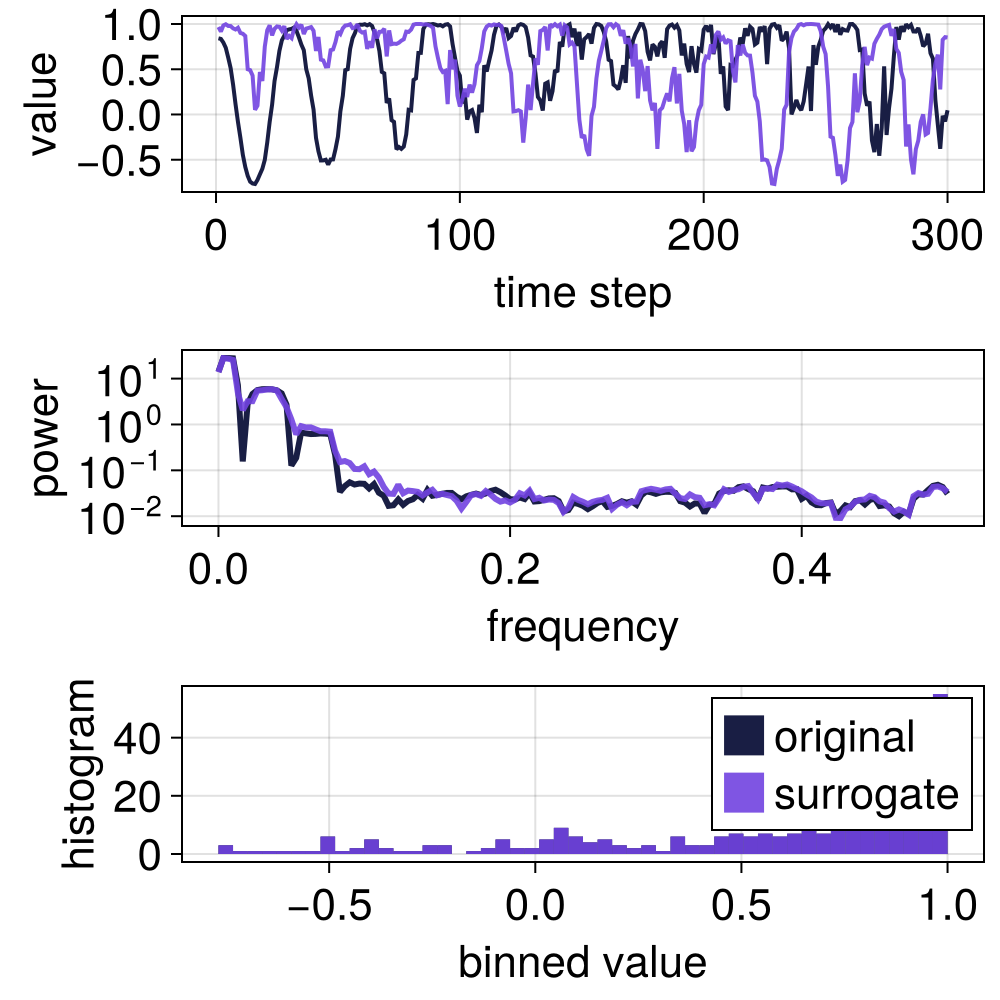 value
1.0
0.5
0.0
−0.5
0 100 200 300
time step
power
10¹
10⁰
10⁻¹
10⁻²
0.0 0.2 0.4
frequency
histogram
40
20
0
original
surrogate
−0.5 0.0 0.5 1.0
binned value